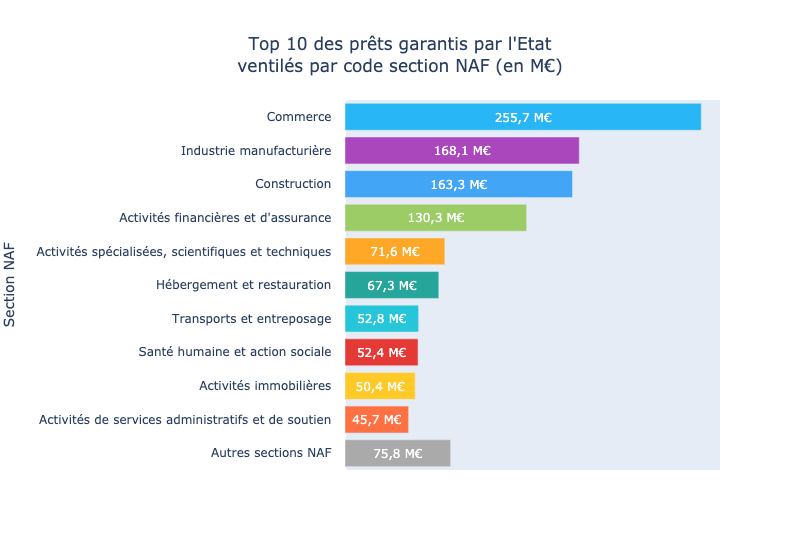 Top 10 des prêts garantis par l'Etat
ventilés par code section NAF (en M€)
Section NAF
Commerce 255,7 M€
Industrie manufacturière 168,1 M€
Construction 163,3 M€
Activités financières et d'assurance 130,3 M€
Activités spécialisées, scientifiques et techniques 71,6 M€
Hébergement et restauration 67,3 M€
Transports et entreposage 52,8 M€
Santé humaine et action sociale 52,4 M€
Activités immobilières 50,4 M€
Activités de services administratifs et de soutien 45,7 M€
Autres sections NAF 75,8 M€